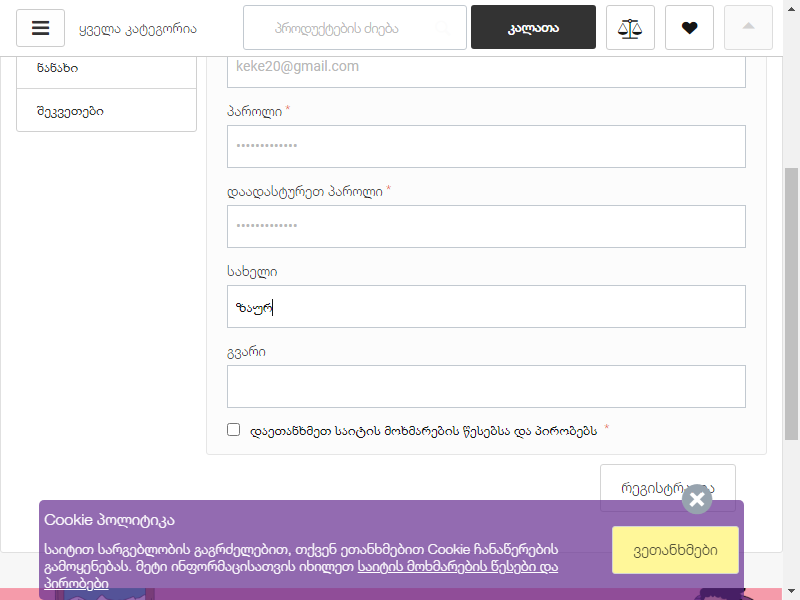 ყველა კატეგორია
პროდუქტების ძიება
კალათა
ნანახი
შეკვეთები
keke20@gmail.com
პაროლი *
•••••••••••••
დაადასტურეთ პაროლი *
•••••••••••••
სახელი
ზაურ
გვარი
დაეთანხმეთ საიტის მოხმარების წესებსა და პირობებს *
Cookie პოლიტიკა
საიტით სარგებლობის გაგრძელებით, თქვენ ეთანხმებით Cookie ჩანაწერების
გამოყენებას. მეტი ინფორმაციისათვის იხილეთ საიტის მოხმარების წესები და
პირობები
ვეთანხმები